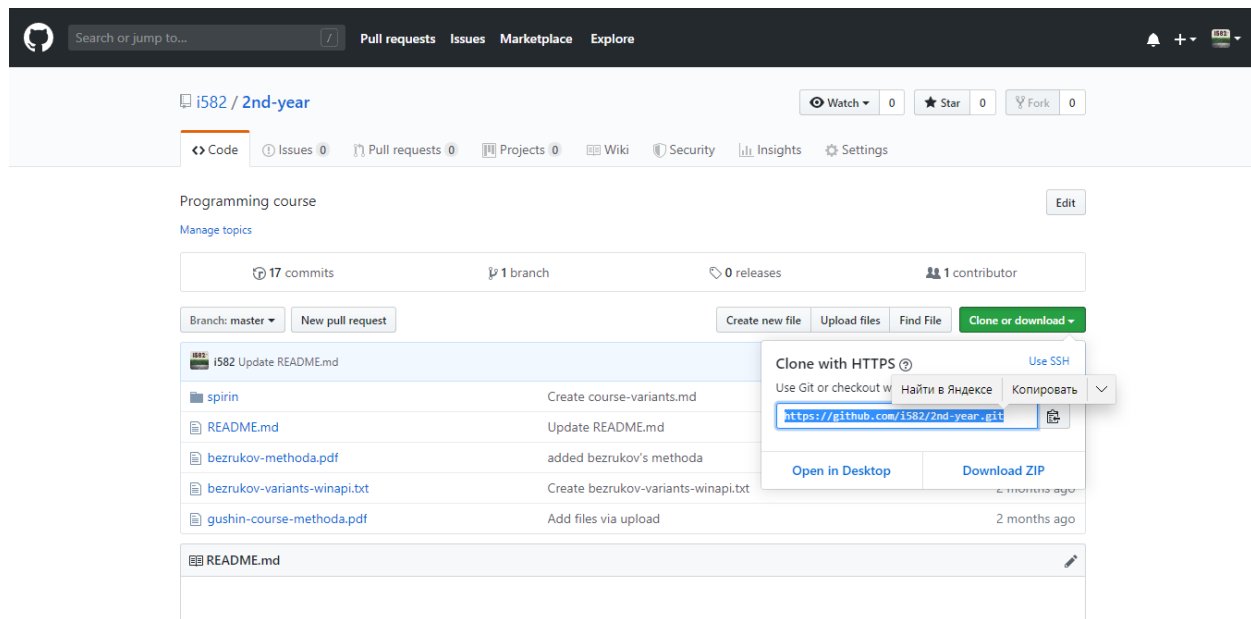 Search or jump to... / Pull requests Issues Marketplace Explore
i582 / 2nd-year Watch 0 Star 0 Fork 0
Code Issues 0 Pull requests 0 Projects 0 Wiki Security Insights Settings
Programming course Edit
Manage topics
17 commits 1 branch 0 releases 1 contributor
Branch: master New pull request Create new file Upload files Find File Clone or download
i582 Update README.md
Clone with HTTPS ? Use SSH
Use Git or checkout w
Найти в Яндексе Копировать
https://github.com/i582/2nd-year.git
Open in Desktop Download ZIP
spirin Create course-variants.md
README.md Update README.md
bezrukov-methoda.pdf added bezrukov's methoda
bezrukov-variants-winapi.txt Create bezrukov-variants-winapi.txt 2 months ago
gushin-course-methoda.pdf Add files via upload 2 months ago
README.md